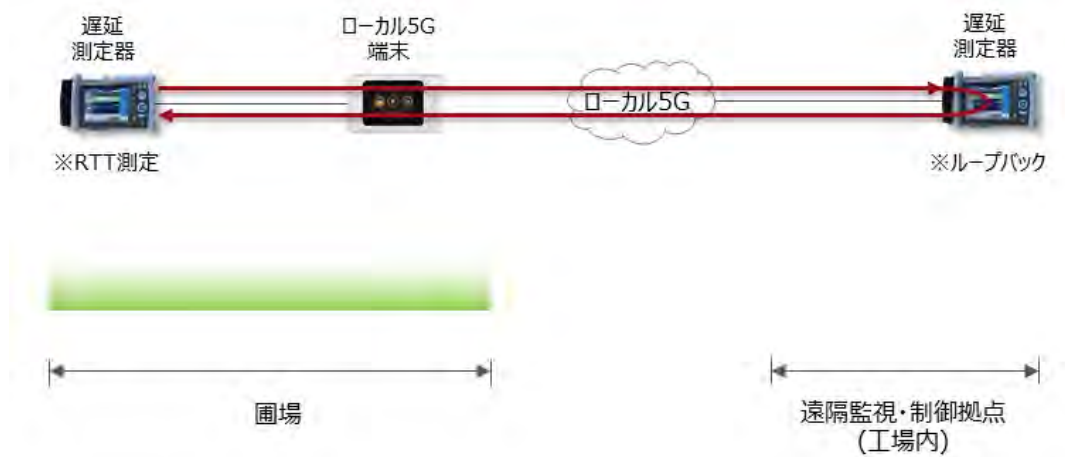 遅延
測定器
ローカル5G
端末
遅延
測定器
ローカル5G
※RTT測定
※ループバック
圃場
遠隔監視・制御拠点
(工場内)